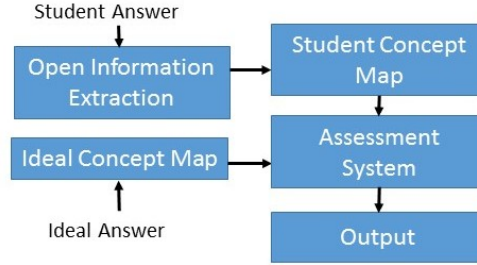 Student Answer
Open Information
Extraction
Student Concept
Map
Ideal Concept Map
Assessment
System
Ideal Answer
Output